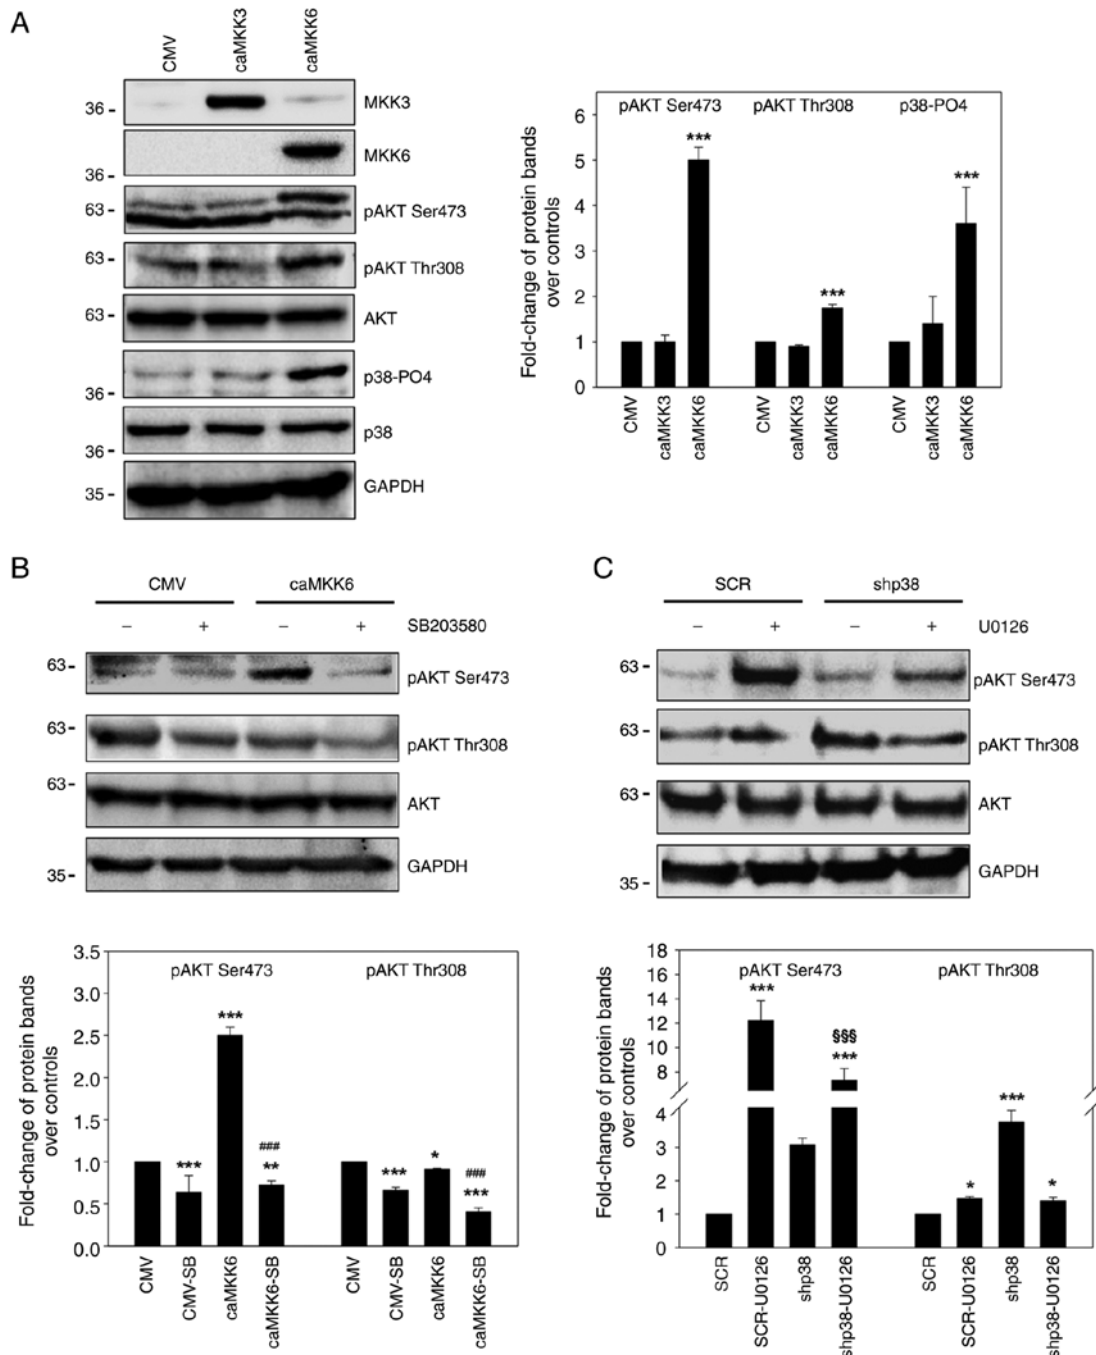 A
CMV
caMKK3
caMKK6
36 -
MKK3
MKK6
36 -
63 -
pAKT Ser473
63 -
pAKT Thr308
63 -
AKT
p38-PO4
36 -
p38
36 -
35 -
GAPDH
Fold-change of protein bands
over controls
6
5
4
3
2
1
0
pAKT Ser473 pAKT Thr308 p38-PO4
***
***
***
CMV
caMKK3
caMKK6
CMV
caMKK3
caMKK6
CMV
caMKK3
caMKK6
B
CMV caMKK6
– + – + SB203580
63 -
pAKT Ser473
63 -
pAKT Thr308
63 -
AKT
35 -
GAPDH
Fold-change of protein bands
over controls
3.5
3.0
2.5
2.0
1.5
1.0
0.5
0.0
pAKT Ser473 pAKT Thr308
***
***
###
**
***
*
###
***
CMV
CMV-SB
caMKK6
caMKK6-SB
CMV
CMV-SB
caMKK6
caMKK6-SB
C
SCR shp38
– + – + U0126
63 -
pAKT Ser473
63 -
pAKT Thr308
63 -
AKT
35 -
GAPDH
Fold-change of protein bands
over controls
18
16
14
12
10
8
6
4
3
2
1
0
pAKT Ser473 pAKT Thr308
***
§§§
***
*
***
*
SCR
SCR-U0126
shp38
shp38-U0126
SCR
SCR-U0126
shp38
shp38-U0126